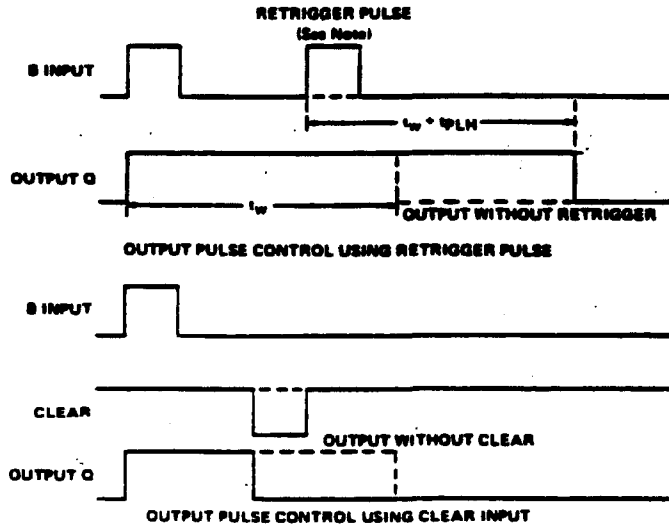 RETRIGGER PULSE
(See Note)
B INPUT
tw + tPLH
OUTPUT Q
tw
OUTPUT WITHOUT RETRIGGER
OUTPUT PULSE CONTROL USING RETRIGGER PULSE
B INPUT
CLEAR
OUTPUT WITHOUT CLEAR
OUTPUT Q
OUTPUT PULSE CONTROL USING CLEAR INPUT